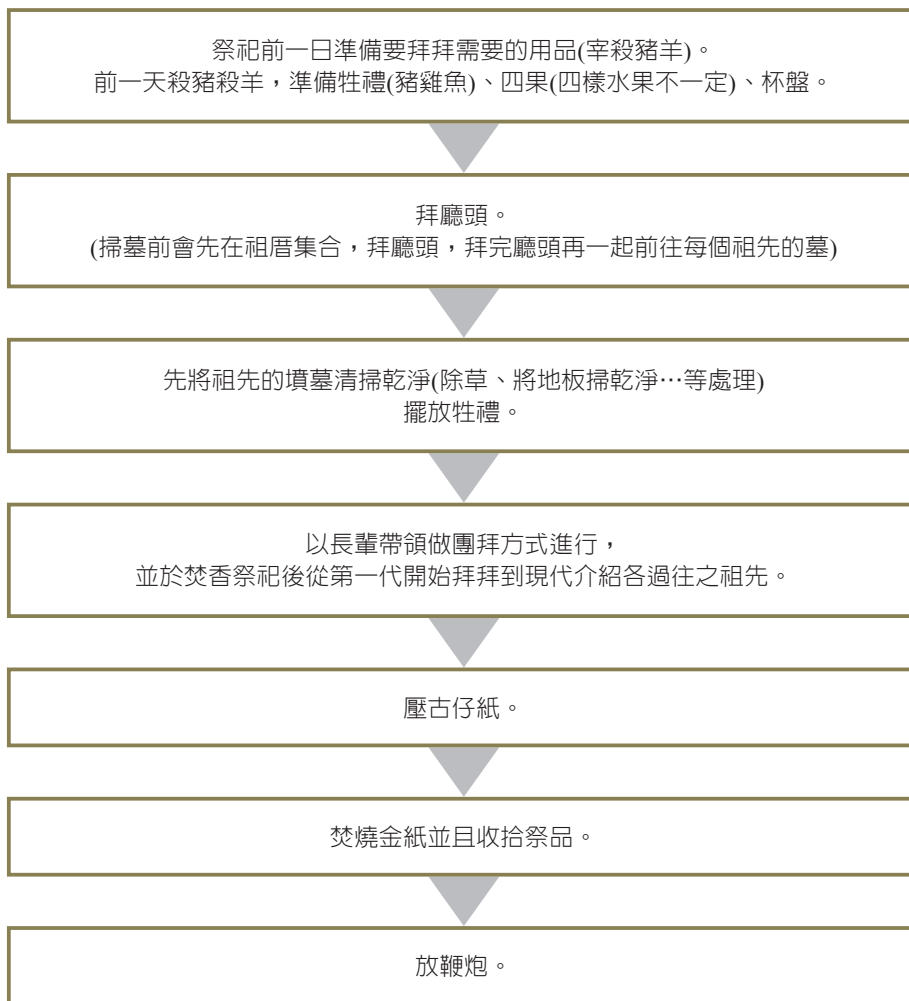 祭祀前一日準備要拜拜需要的用品(宰殺豬羊)。
前一天殺豬殺羊，準備牲禮(豬雞魚)、四果(四樣水果不一定)、杯盤。
拜廳頭。
(掃墓前會先在祖厝集合，拜廳頭，拜完廳頭再一起前往每個祖先的墓)
先將祖先的墳墓清掃乾淨(除草、將地板掃乾淨…等處理)
擺放牲禮。
以長輩帶領做團拜方式進行，
並於焚香祭祀後從第一代開始拜拜到現代介紹各過往之祖先。
壓古仔紙。
焚燒金紙並且收拾祭品。
放鞭炮。